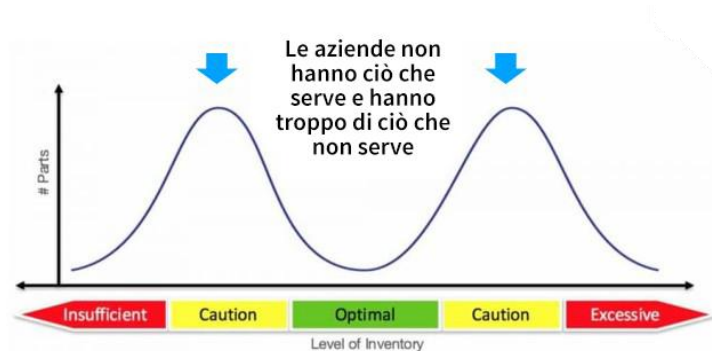 Le aziende non
hanno ciò che
serve e hanno
troppo di ciò che
non serve
# Parts
Insufficient
Caution
Optimal
Caution
Excessive
Level of Inventory